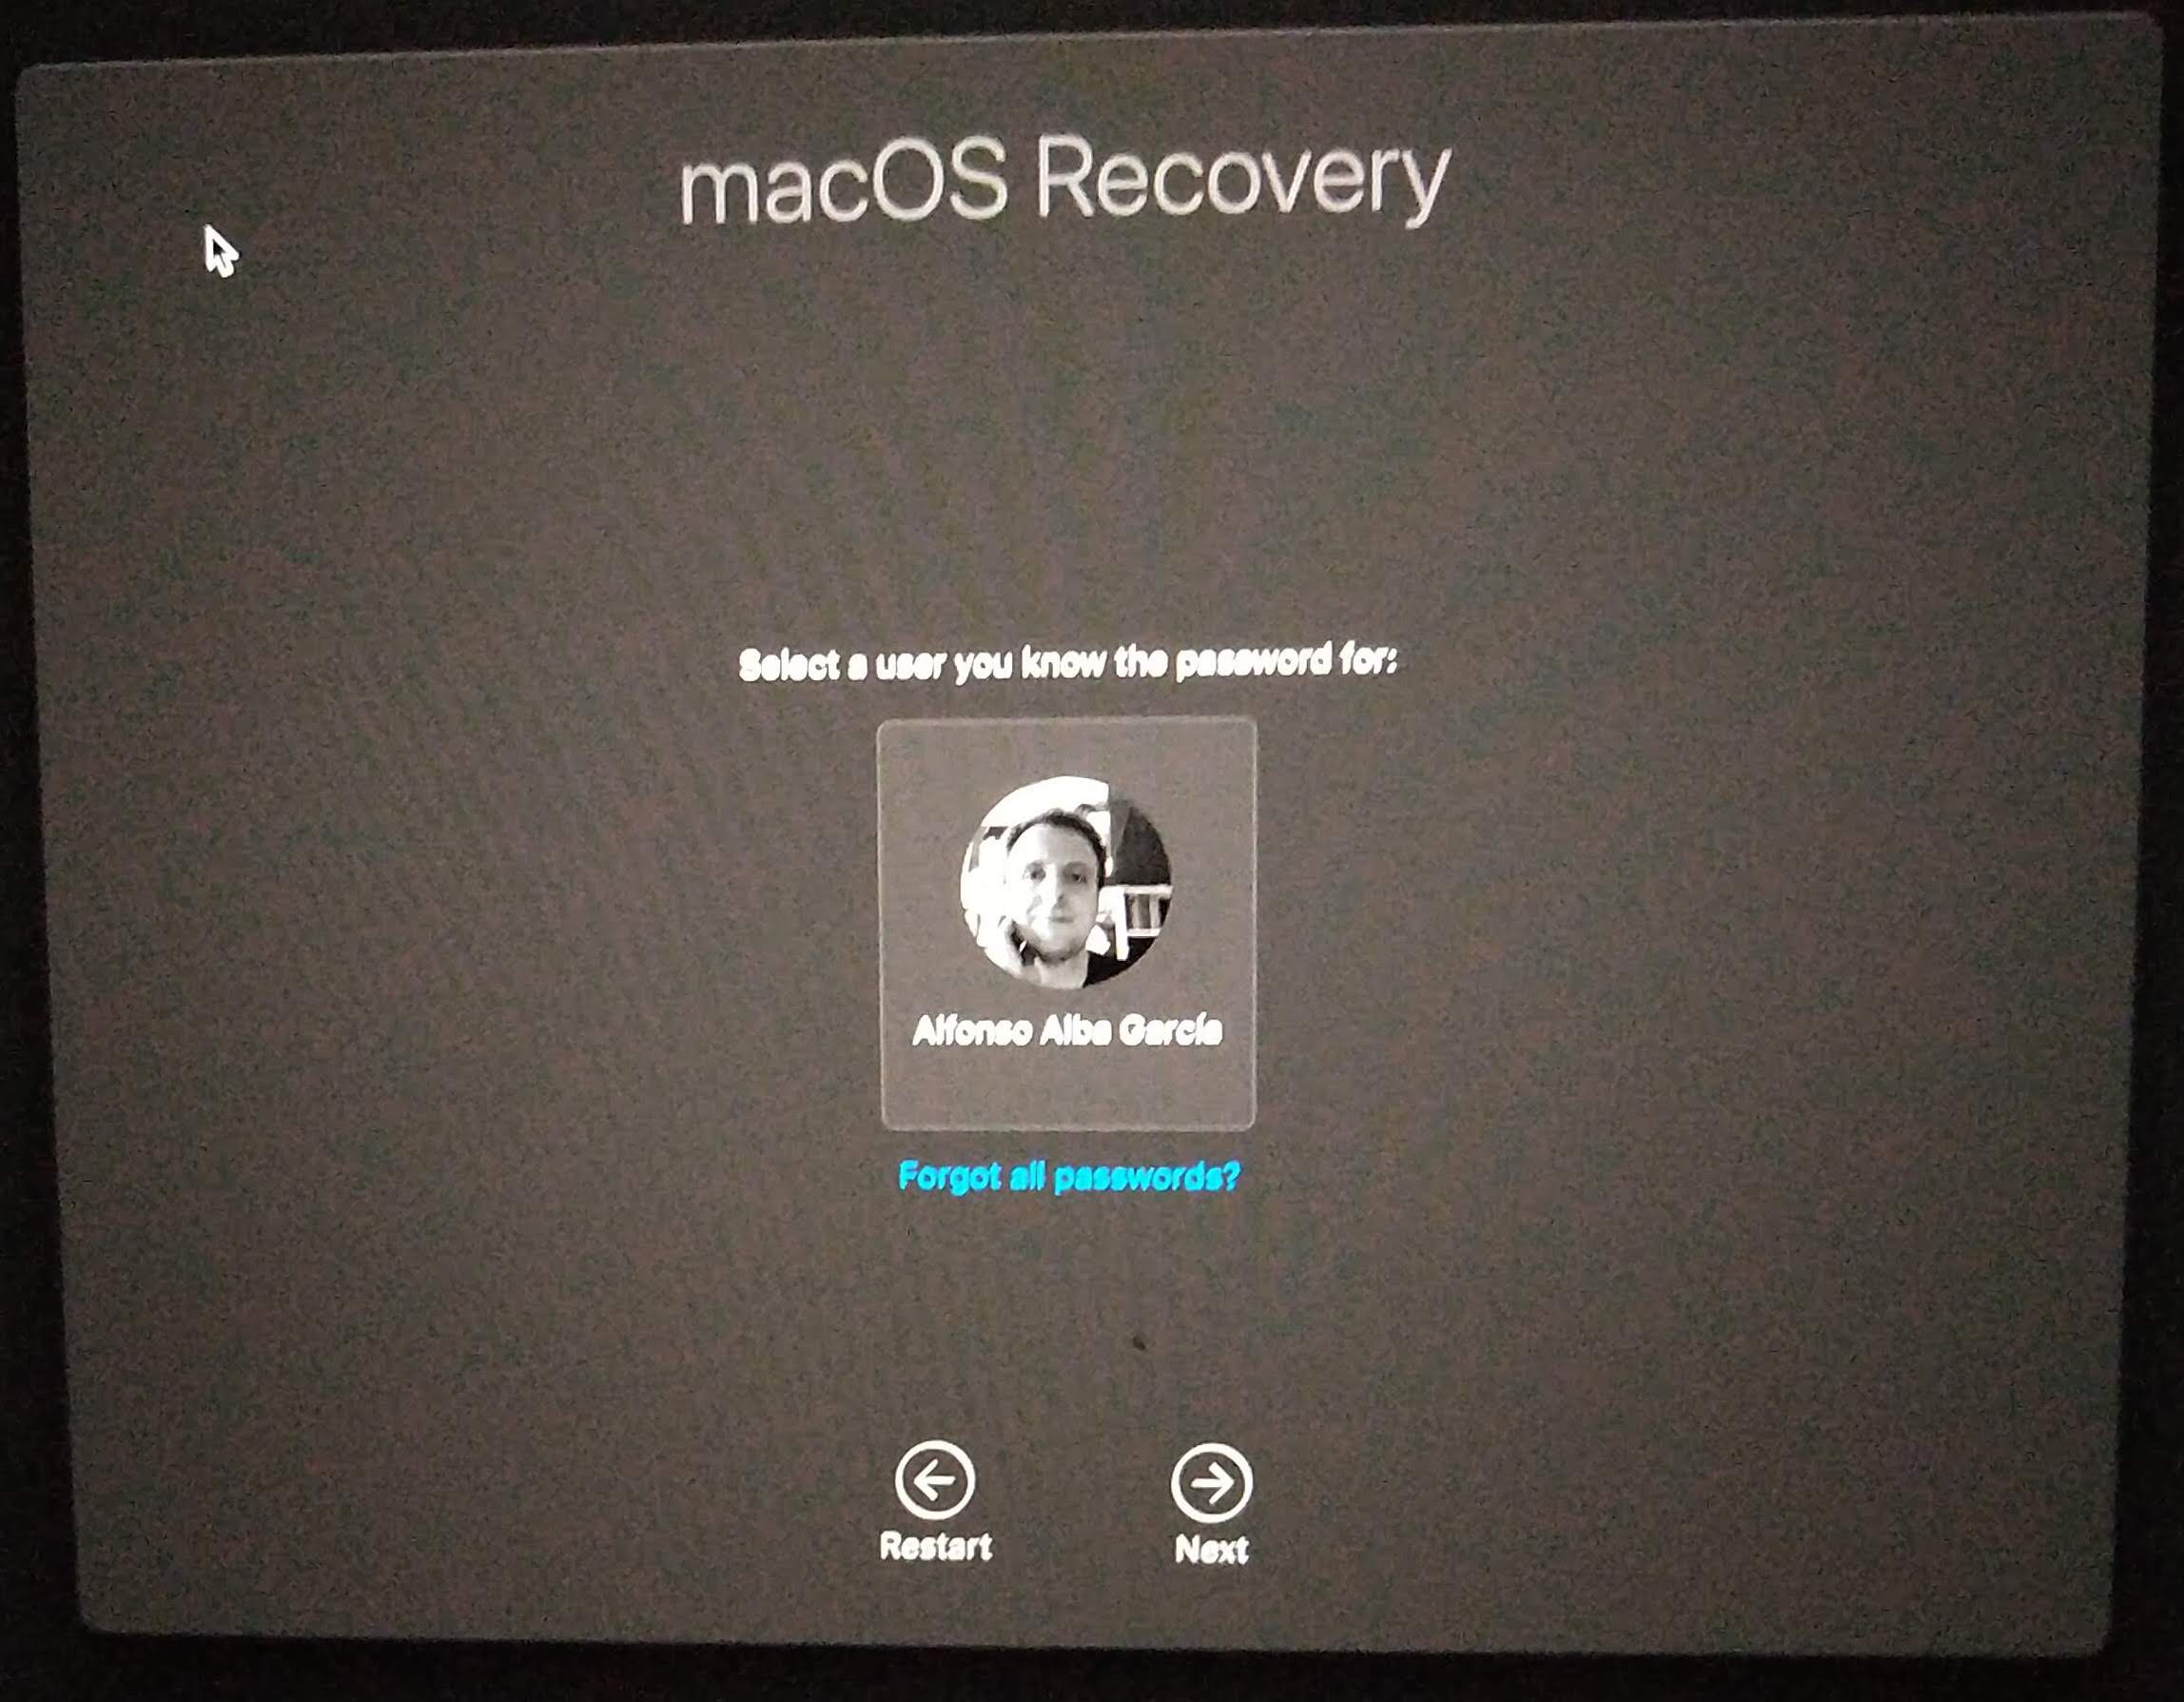 macOS Recovery
Select a user you know the password for:
Alfonso Alba García
Forgot all passwords?
Restart
Next